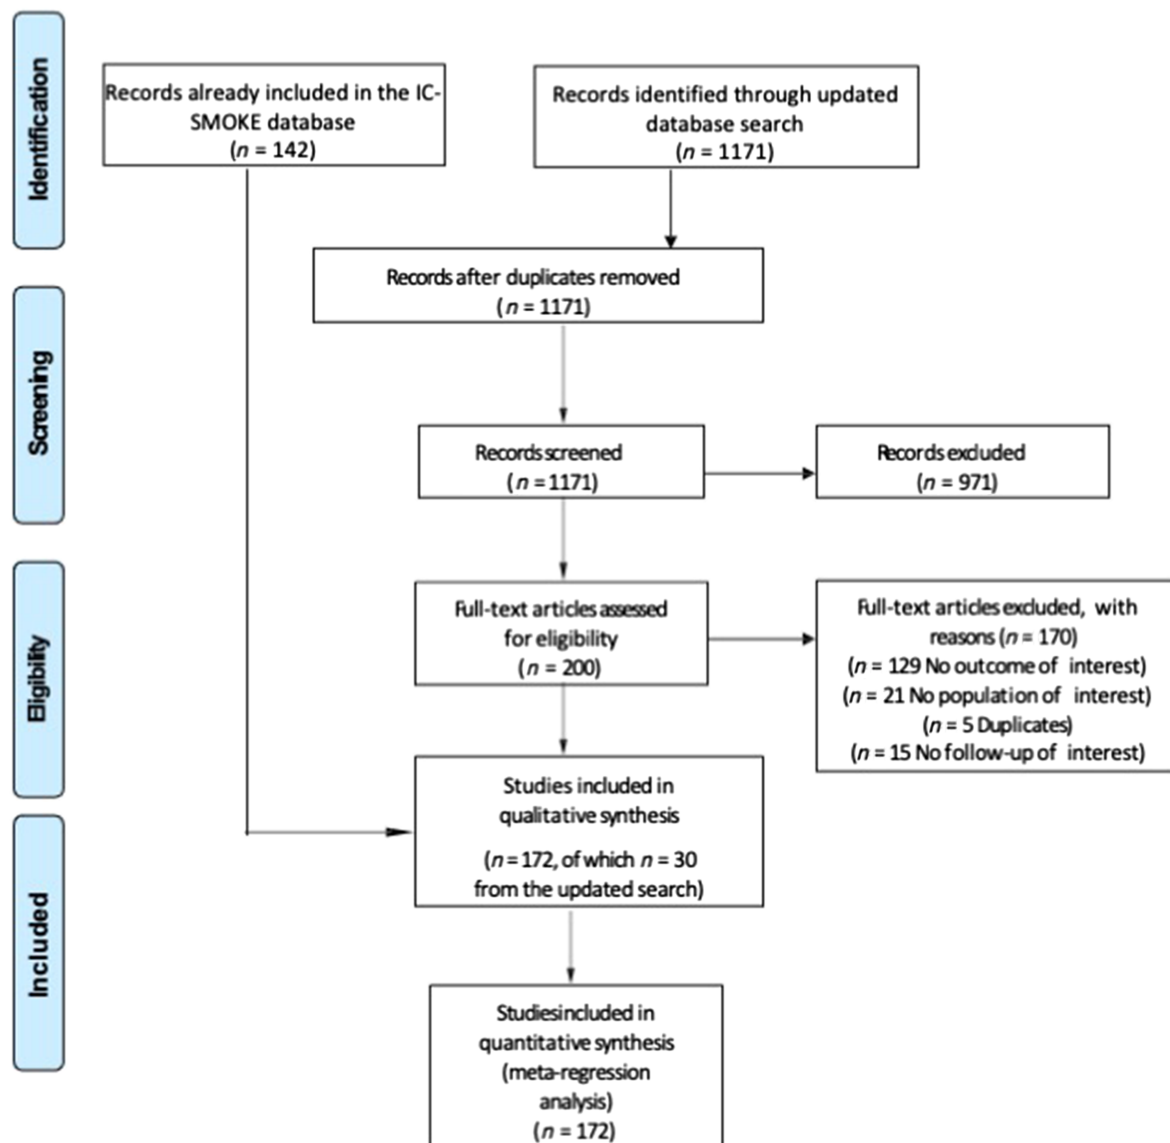 Identification
Records already included in the IC-
SMOKE database
(n = 142)
Records identified through updated
database search
(n = 1171)
Records after duplicates removed
(n = 1171)
Screening
Records screened
(n = 1171)
Records excluded
(n = 971)
Eligibility
Full-text articles assessed
for eligibility
(n = 200)
Full-text articles excluded, with
reasons (n = 170)
(n = 129 No outcome of interest)
(n = 21 No population of interest)
(n = 5 Duplicates)
(n = 15 No follow-up of interest)
Studies included in
qualitative synthesis
(n = 172, of which n = 30
from the updated search)
Included
Studies included in
quantitative synthesis
(meta-regression
analysis)
(n = 172)